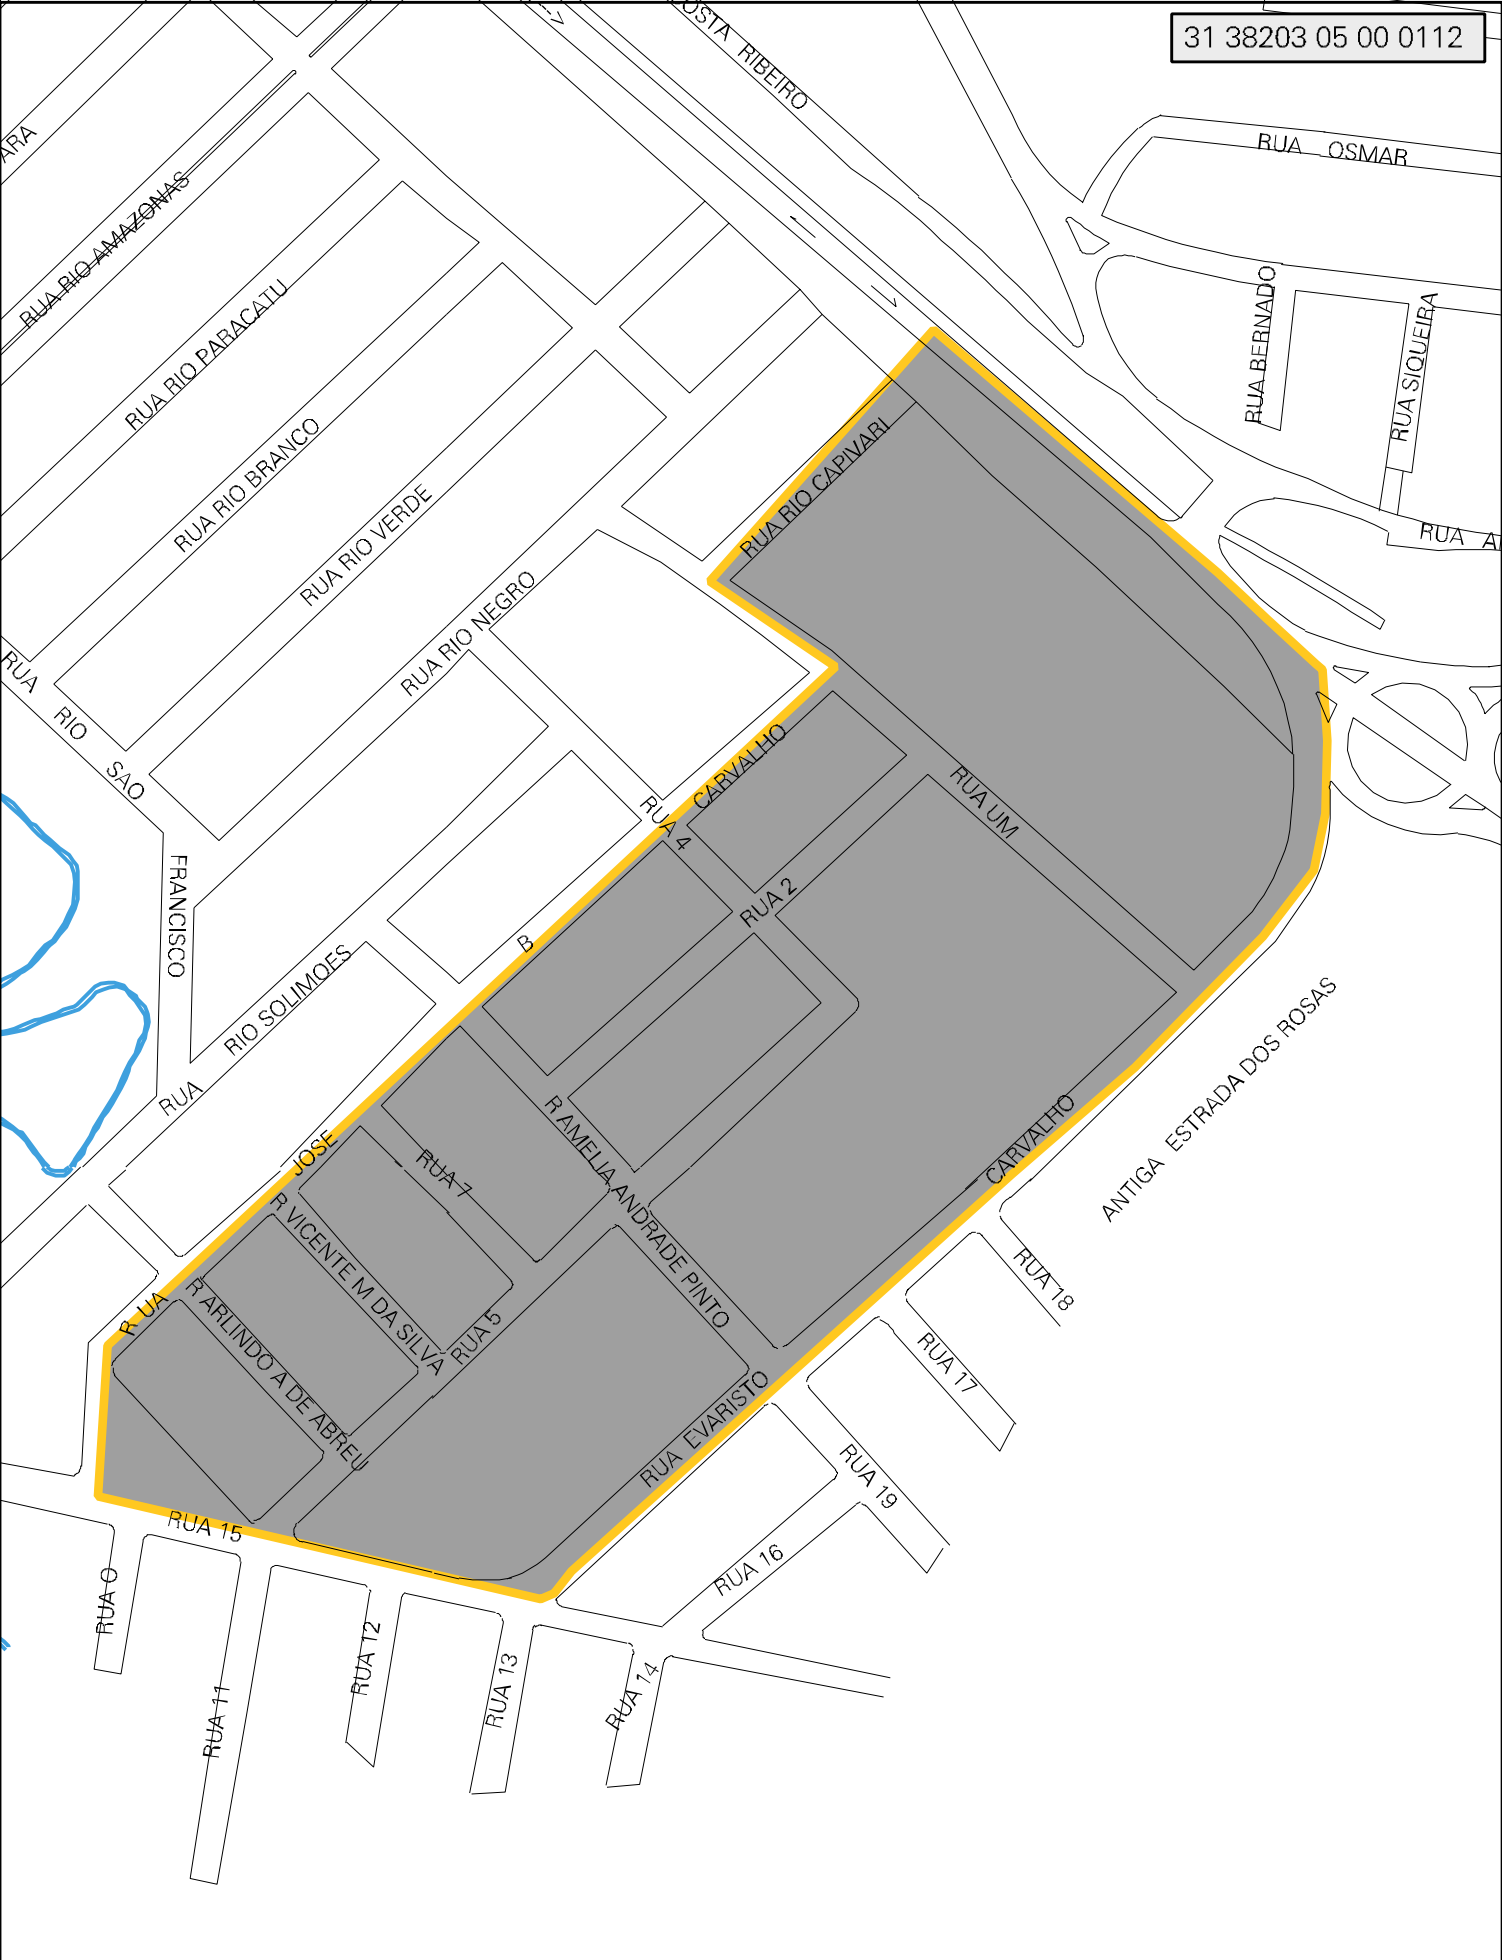 31 38203 05 00 0112
OSTA RIBEIRO
ARA
RUA OSMAR
RUA RIO AMAZONAS
RUA RIO PARACATU
RUA BERNADO
RUA SIQUEIRA
RUA RIO BRANCO
RUA RIO CAPIVARI
RUA RIO VERDE
RUA A
RUA RIO NEGRO
RUA RIO SAO FRANCISCO
RUA 4
RUA UM
RUA 2
RUA RIO SOLIMOES
RUA JOSE B CARVALHO
R AMELIA ANDRADE PINTO
RUA 7
R VICENTE M DA SILVA
R ARLINDO A DE ABREU
RUA 5
RUA EVARISTO CARVALHO
ANTIGA ESTRADA DOS ROSAS
RUA 18
RUA 17
RUA 19
RUA 16
RUA 15
RUA O
RUA 11
RUA 12
RUA 13
RUA 14